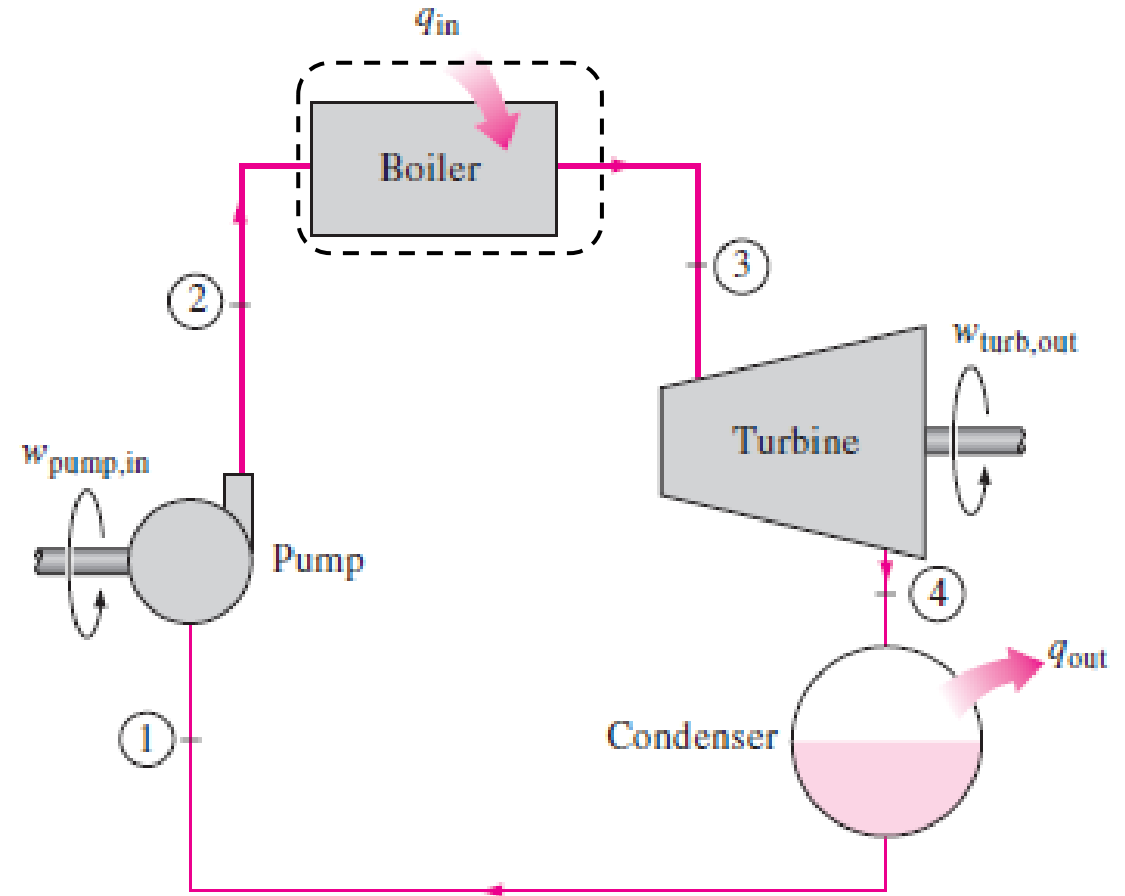 qin
Boiler
2
3
wturb,out
Turbine
wpump,in
Pump
4
qout
Condenser
1